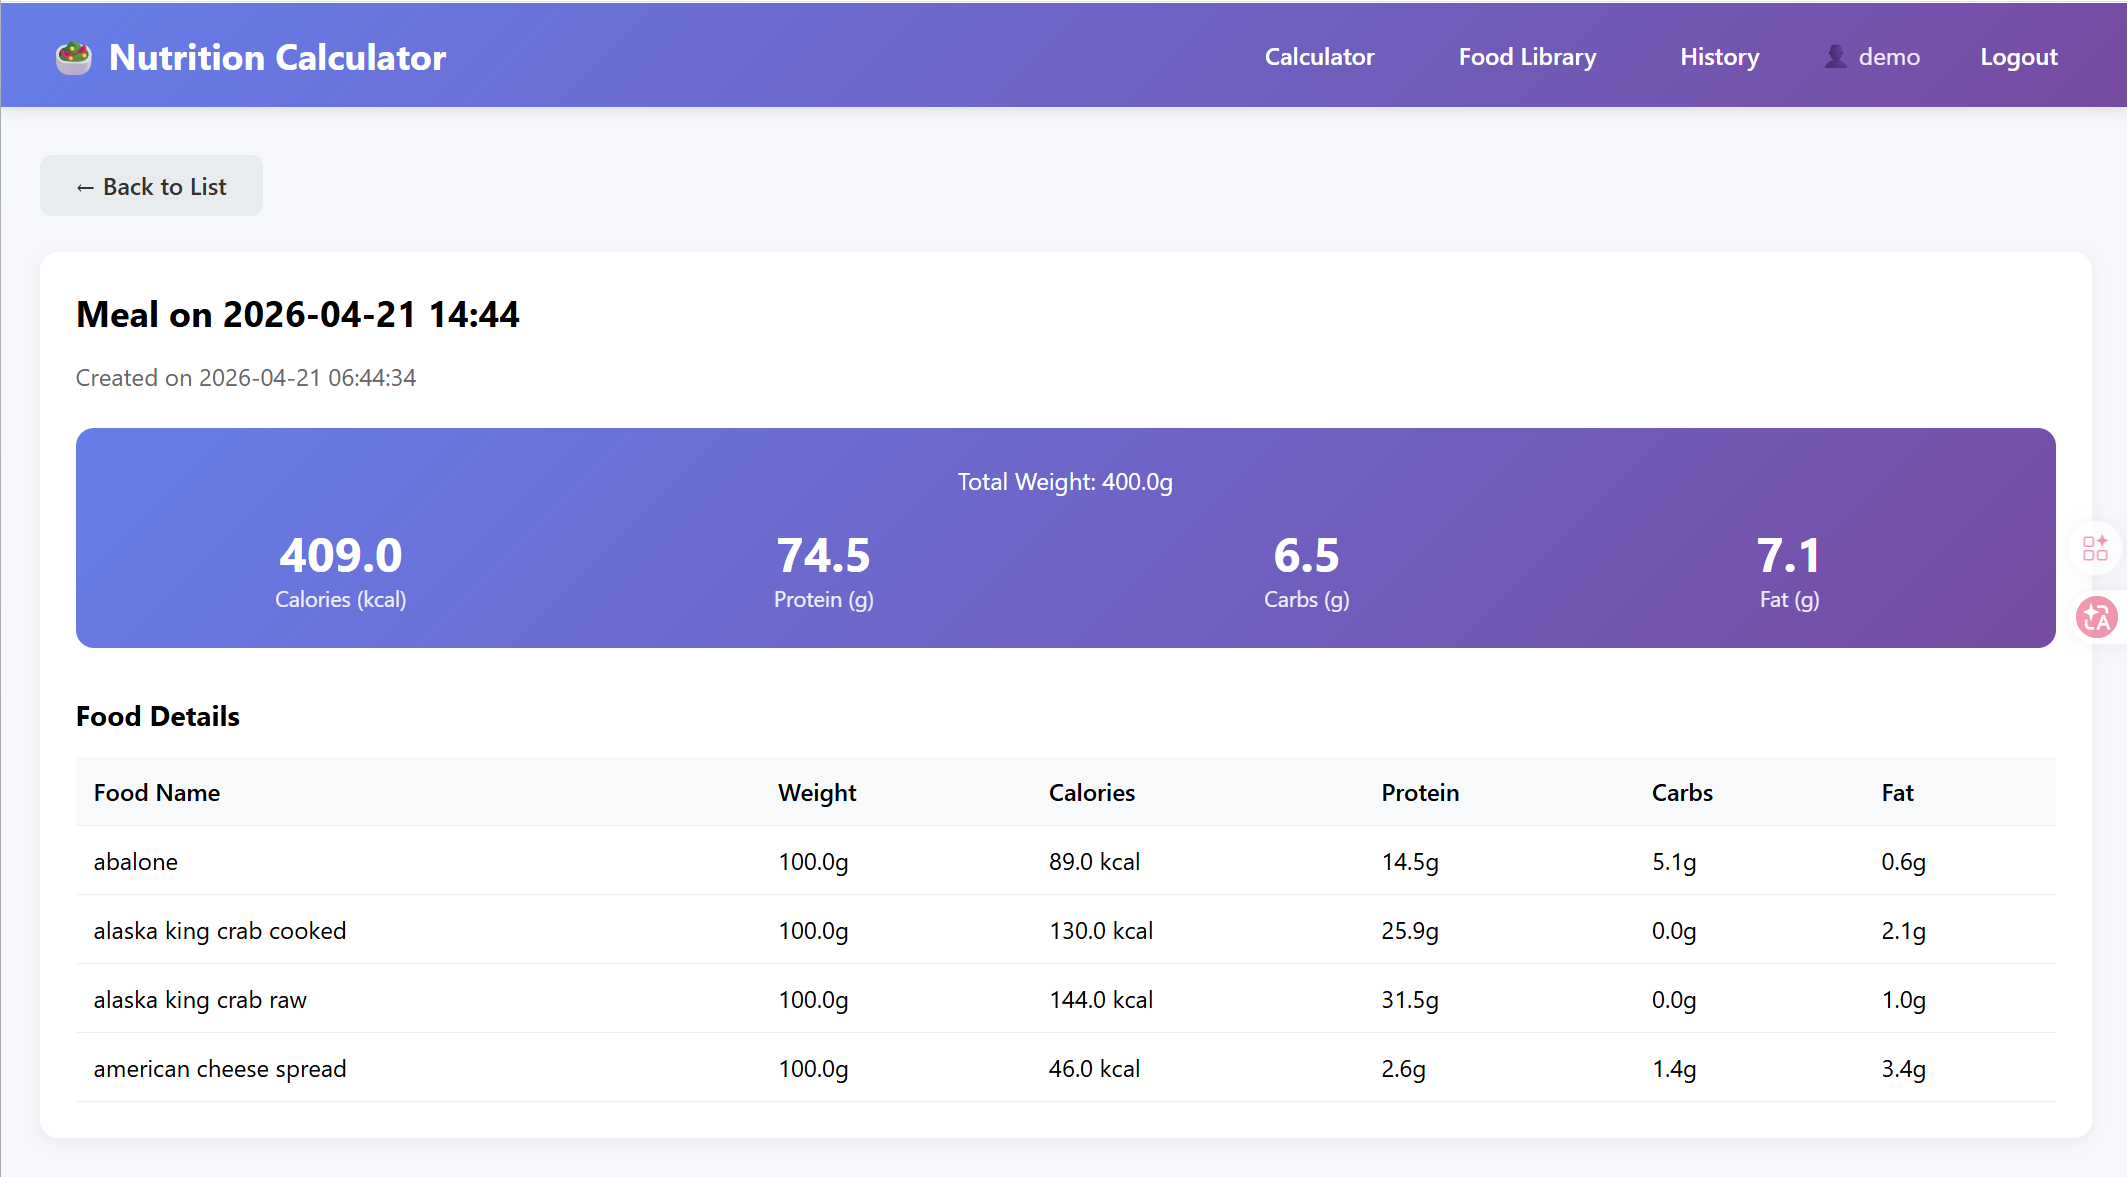 Nutrition Calculator
Calculator Food Library History demo Logout
← Back to List
Meal on 2026-04-21 14:44
Created on 2026-04-21 06:44:34
Total Weight: 400.0g
409.0 74.5 6.5 7.1
Calories (kcal) Protein (g) Carbs (g) Fat (g)
Food Details
Food Name Weight Calories Protein Carbs Fat
abalone 100.0g 89.0 kcal 14.5g 5.1g 0.6g
alaska king crab cooked 100.0g 130.0 kcal 25.9g 0.0g 2.1g
alaska king crab raw 100.0g 144.0 kcal 31.5g 0.0g 1.0g
american cheese spread 100.0g 46.0 kcal 2.6g 1.4g 3.4g